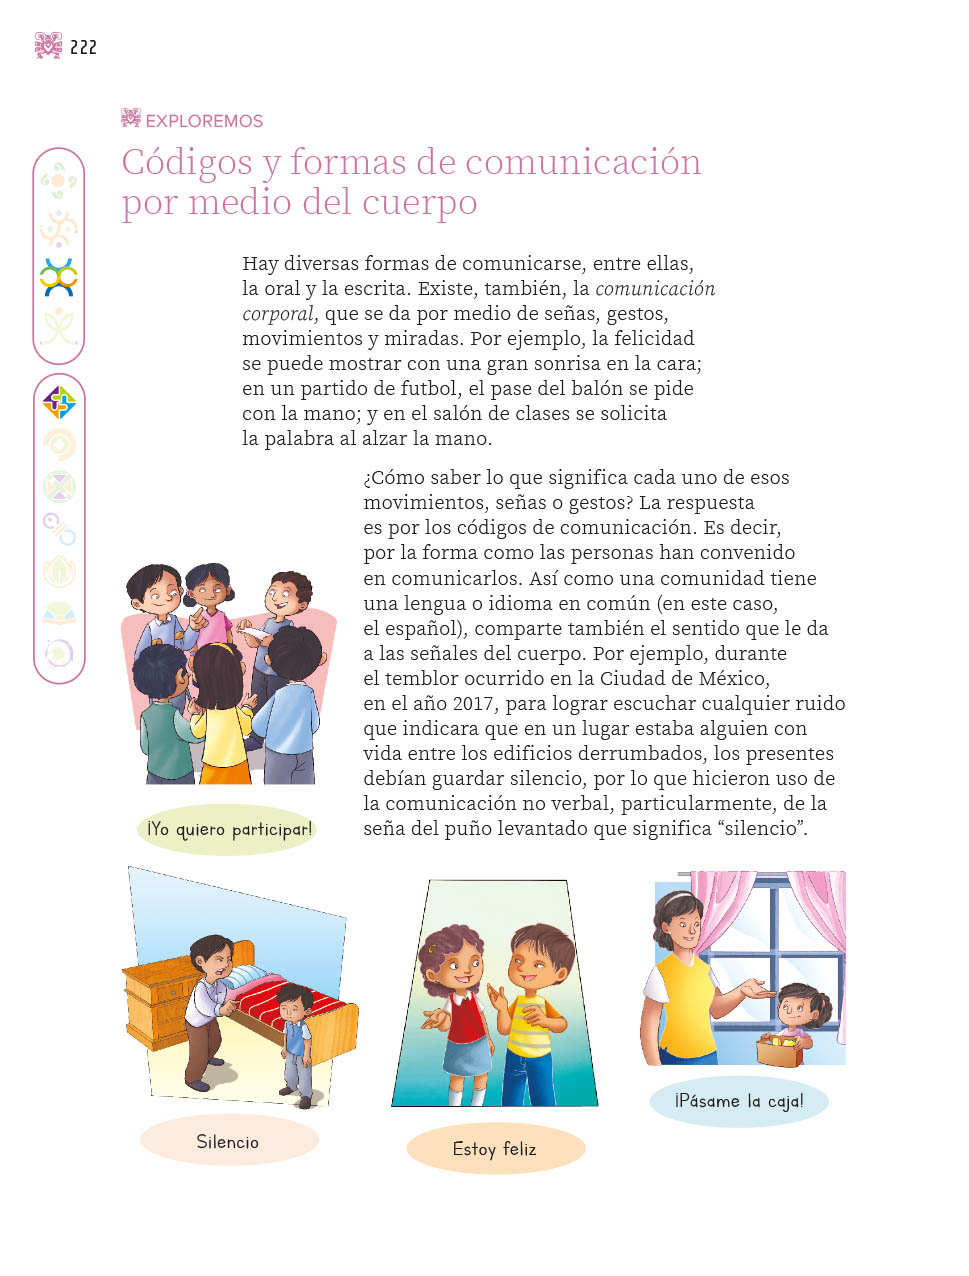 222
EXPLOREMOS
Códigos y formas de comunicación
por medio del cuerpo
Hay diversas formas de comunicarse, entre ellas,
la oral y la escrita. Existe, también, la comunicación
corporal, que se da por medio de señas, gestos,
movimientos y miradas. Por ejemplo, la felicidad
se puede mostrar con una gran sonrisa en la cara;
en un partido de futbol, el pase del balón se pide
con la mano; y en el salón de clases se solicita
la palabra al alzar la mano.
¿Cómo saber lo que significa cada uno de esos
movimientos, señas o gestos? La respuesta
es por los códigos de comunicación. Es decir,
por la forma como las personas han convenido
en comunicarlos. Así como una comunidad tiene
una lengua o idioma en común (en este caso,
el español), comparte también el sentido que le da
a las señales del cuerpo. Por ejemplo, durante
el temblor ocurrido en la Ciudad de México,
en el año 2017, para lograr escuchar cualquier ruido
que indicara que en un lugar estaba alguien con
vida entre los edificios derrumbados, los presentes
debían guardar silencio, por lo que hicieron uso de
la comunicación no verbal, particularmente, de la
seña del puño levantado que significa “silencio”.
¡Yo quiero participar!
Silencio
Estoy feliz
¡Pásame la caja!